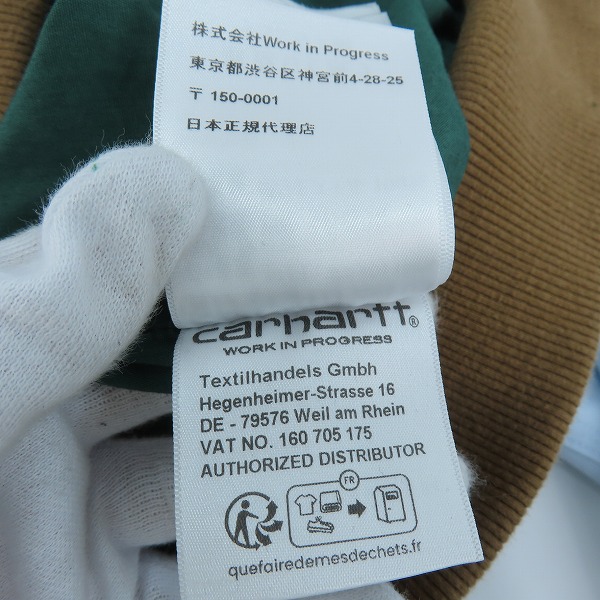 株式会社Work in Progress
東京都渋谷区神宮前4-28-25
〒150-0001
日本正規代理店
carhartt®
WORK IN PROGRESS
Textilhandels GmbH
Hegenheimer-Strasse 16
DE - 79576 Weil am Rhein
VAT NO. 160 705 175
AUTHORIZED DISTRIBUTOR
FR
quefairedemesdechets.fr